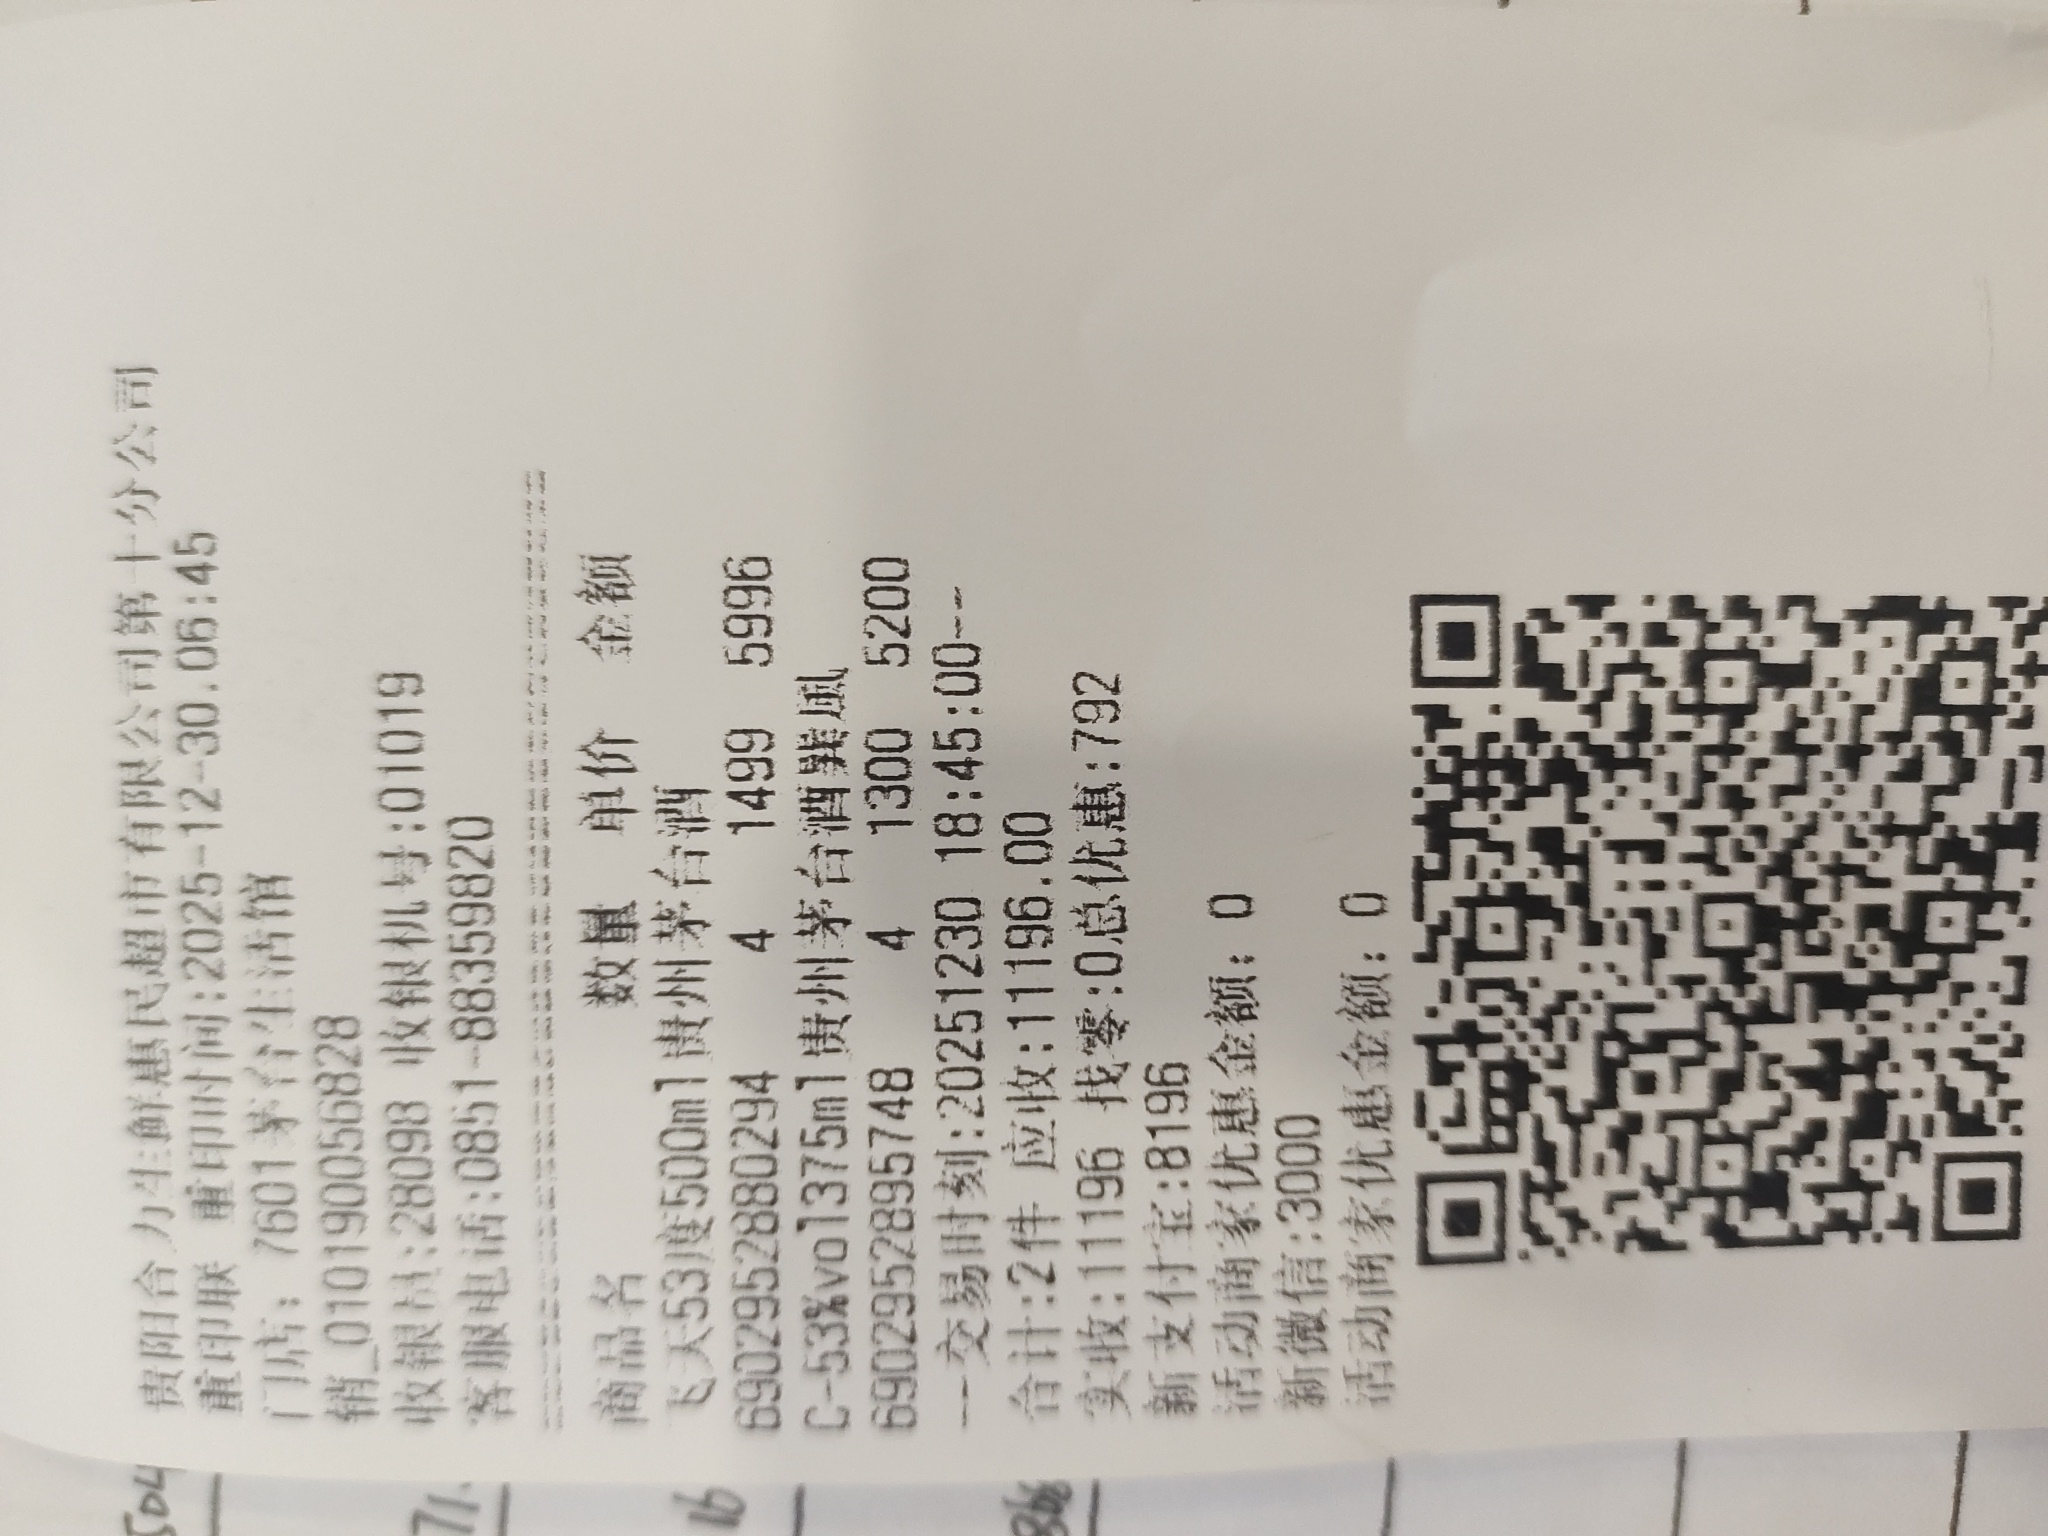 贵阳合力生鲜惠民超市有限公司第十分公司
重印联 重印时间:2025-12-30.06:45
门店: 7601茅台生活馆
销_0101900568​28
收银员:28098 收银机号:01019
客服电话:0851-88359820
商品名 数量 单价 金额
飞天53度500ml贵州茅台酒
6902952880294 4 1499 5996
C-53%vol375ml贵州茅台酒巽風
6902952895748 4 1300 5200
--交易时刻:20251230 18:45:00--
合计:2件 应收:11196.00
实收:11196 找零:0总优惠:792
新支付宝:8196
活动商家优惠金额: 0
新微信:3000
活动商家优惠金额: 0
504
71.
16